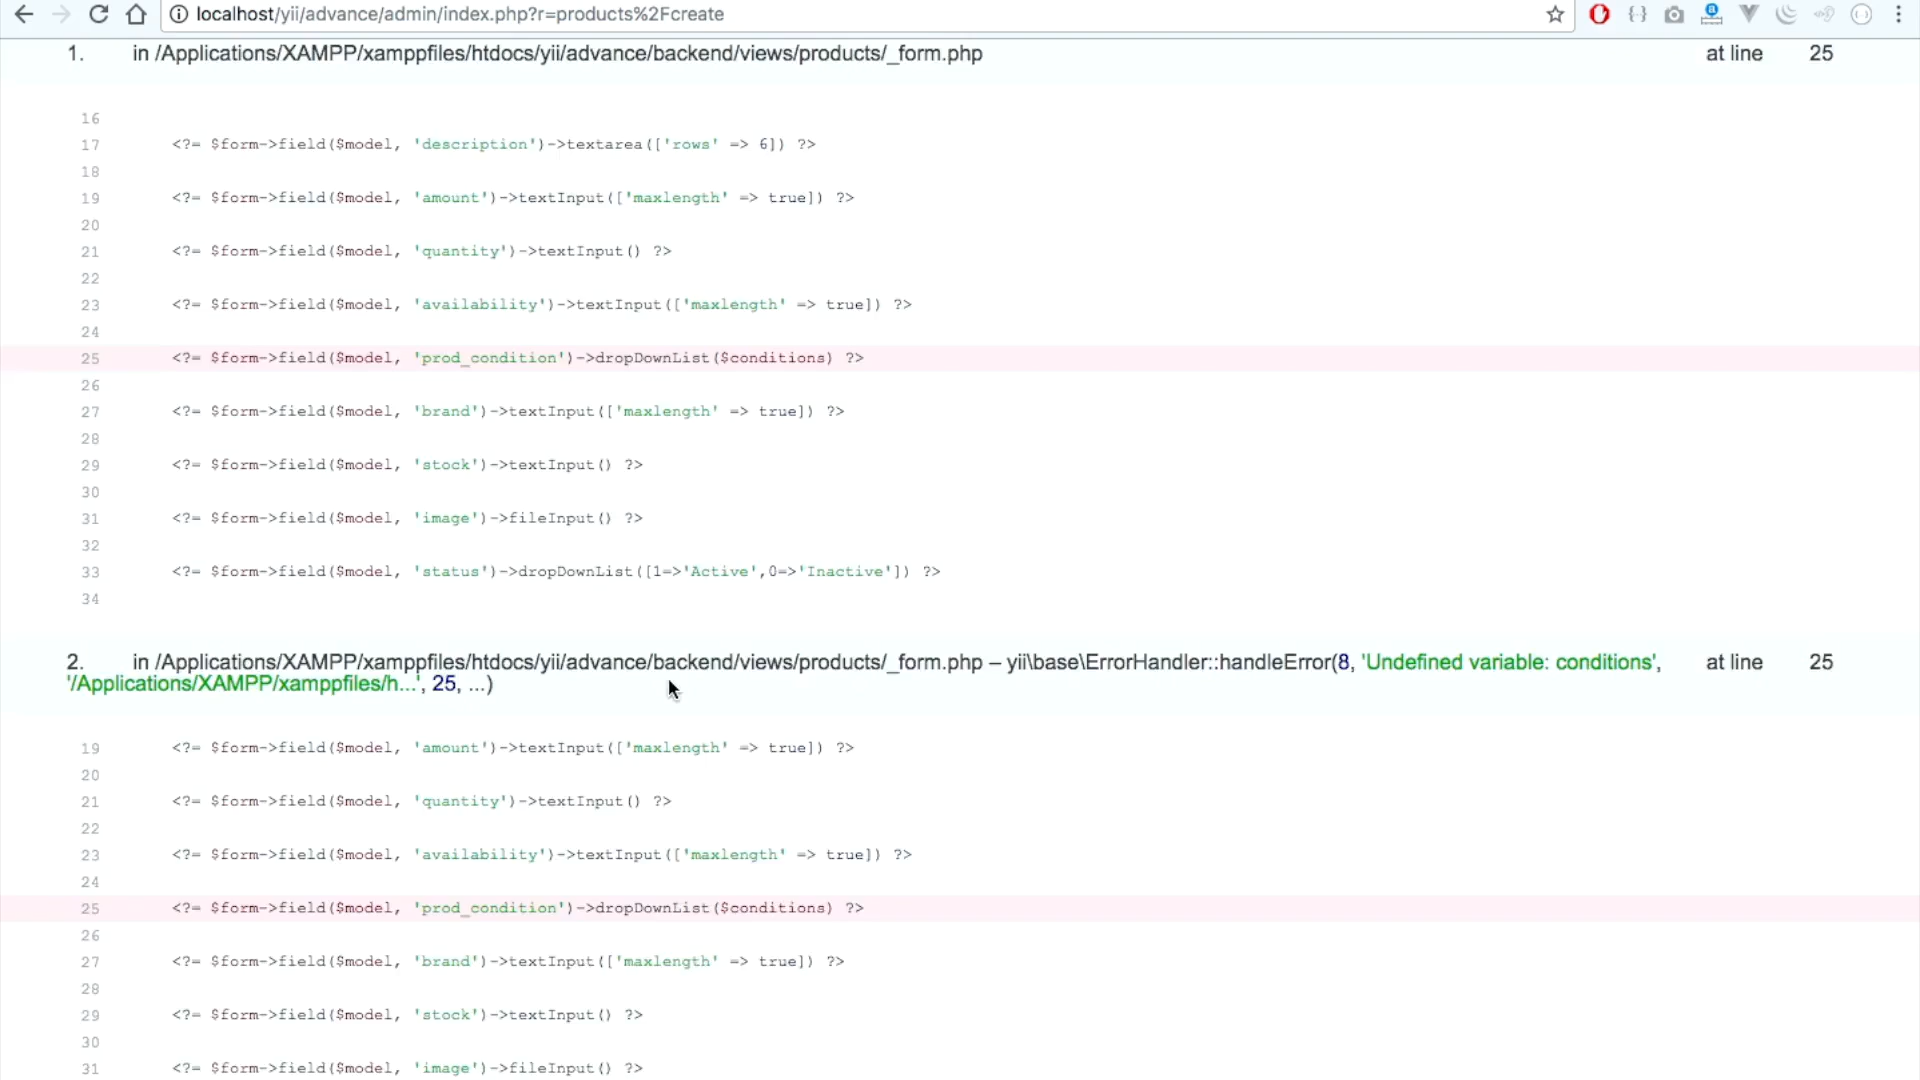 localhost/yii/advance/admin/index.php?r=products%2Fcreate
1. in /Applications/XAMPP/xamppfiles/htdocs/yii/advance/backend/views/products/_form.php at line 25
16
17 <?= $form->field($model, 'description')->textarea(['rows' => 6]) ?>
18
19 <?= $form->field($model, 'amount')->textInput(['maxlength' => true]) ?>
20
21 <?= $form->field($model, 'quantity')->textInput() ?>
22
23 <?= $form->field($model, 'availability')->textInput(['maxlength' => true]) ?>
24
25 <?= $form->field($model, 'prod_condition')->dropDownList($conditions) ?>
26
27 <?= $form->field($model, 'brand')->textInput(['maxlength' => true]) ?>
28
29 <?= $form->field($model, 'stock')->textInput() ?>
30
31 <?= $form->field($model, 'image')->fileInput() ?>
32
33 <?= $form->field($model, 'status')->dropDownList([1=>'Active',0=>'Inactive']) ?>
34
2. in /Applications/XAMPP/xamppfiles/htdocs/yii/advance/backend/views/products/_form.php – yii\base\ErrorHandler::handleError(8, 'Undefined variable: conditions', at line 25
'/Applications/XAMPP/xamppfiles/h...', 25, ...)
19 <?= $form->field($model, 'amount')->textInput(['maxlength' => true]) ?>
20
21 <?= $form->field($model, 'quantity')->textInput() ?>
22
23 <?= $form->field($model, 'availability')->textInput(['maxlength' => true]) ?>
24
25 <?= $form->field($model, 'prod_condition')->dropDownList($conditions) ?>
26
27 <?= $form->field($model, 'brand')->textInput(['maxlength' => true]) ?>
28
29 <?= $form->field($model, 'stock')->textInput() ?>
30
31 <?= $form->field($model, 'image')->fileInput() ?>